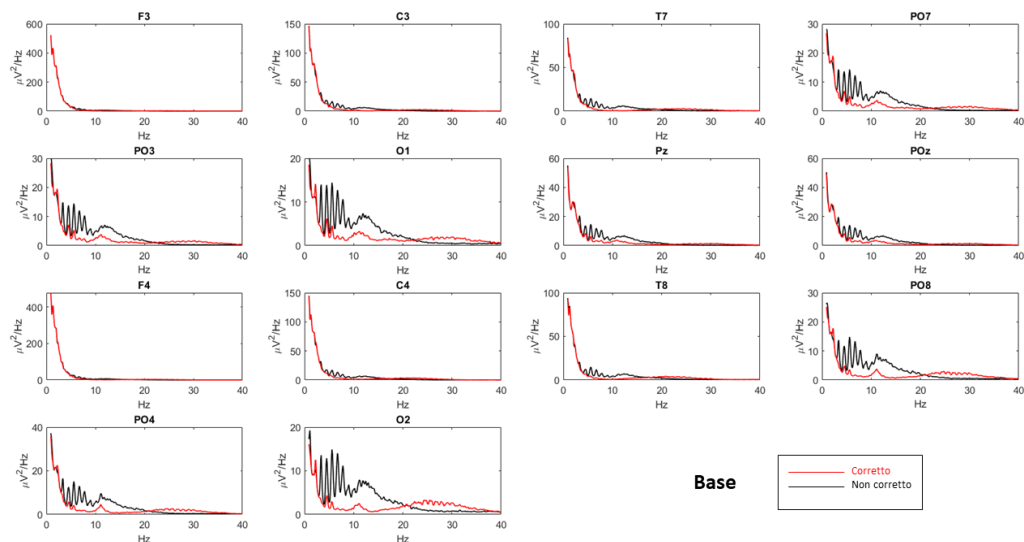 F3
C3
T7
PO7
600
400
200
0
μV²/Hz
0 10 20 30 40
Hz
150
100
50
0
μV²/Hz
0 10 20 30 40
Hz
100
50
0
μV²/Hz
0 10 20 30 40
Hz
30
20
10
0
μV²/Hz
0 10 20 30 40
Hz
PO3
O1
Pz
POz
30
20
10
0
μV²/Hz
0 10 20 30 40
Hz
20
10
0
μV²/Hz
0 10 20 30 40
Hz
60
40
20
0
μV²/Hz
0 10 20 30 40
Hz
60
40
20
0
μV²/Hz
0 10 20 30 40
Hz
F4
C4
T8
PO8
400
200
0
μV²/Hz
0 10 20 30 40
Hz
150
100
50
0
μV²/Hz
0 10 20 30 40
Hz
100
50
0
μV²/Hz
0 10 20 30 40
Hz
30
20
10
0
μV²/Hz
0 10 20 30 40
Hz
PO4
O2
40
20
0
μV²/Hz
0 10 20 30 40
Hz
20
10
0
μV²/Hz
0 10 20 30 40
Hz
Base
Corretto
Non corretto